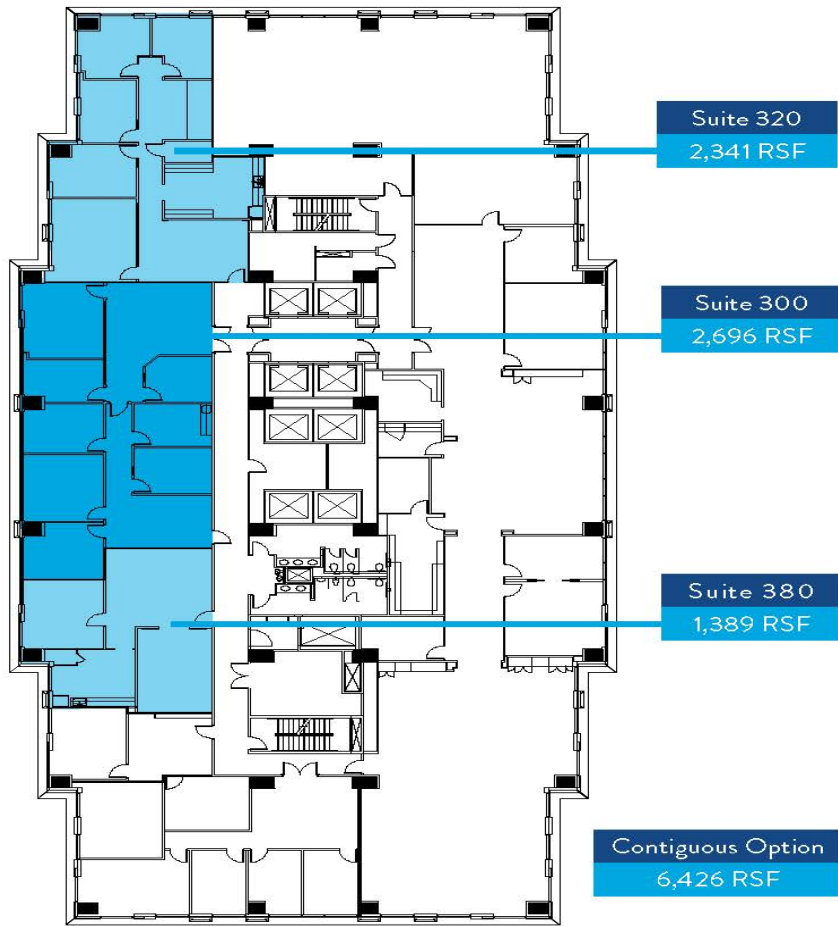 Suite 320
2,341 RSF
Suite 300
2,696 RSF
Suite 380
1,389 RSF
Contiguous Option
6,426 RSF